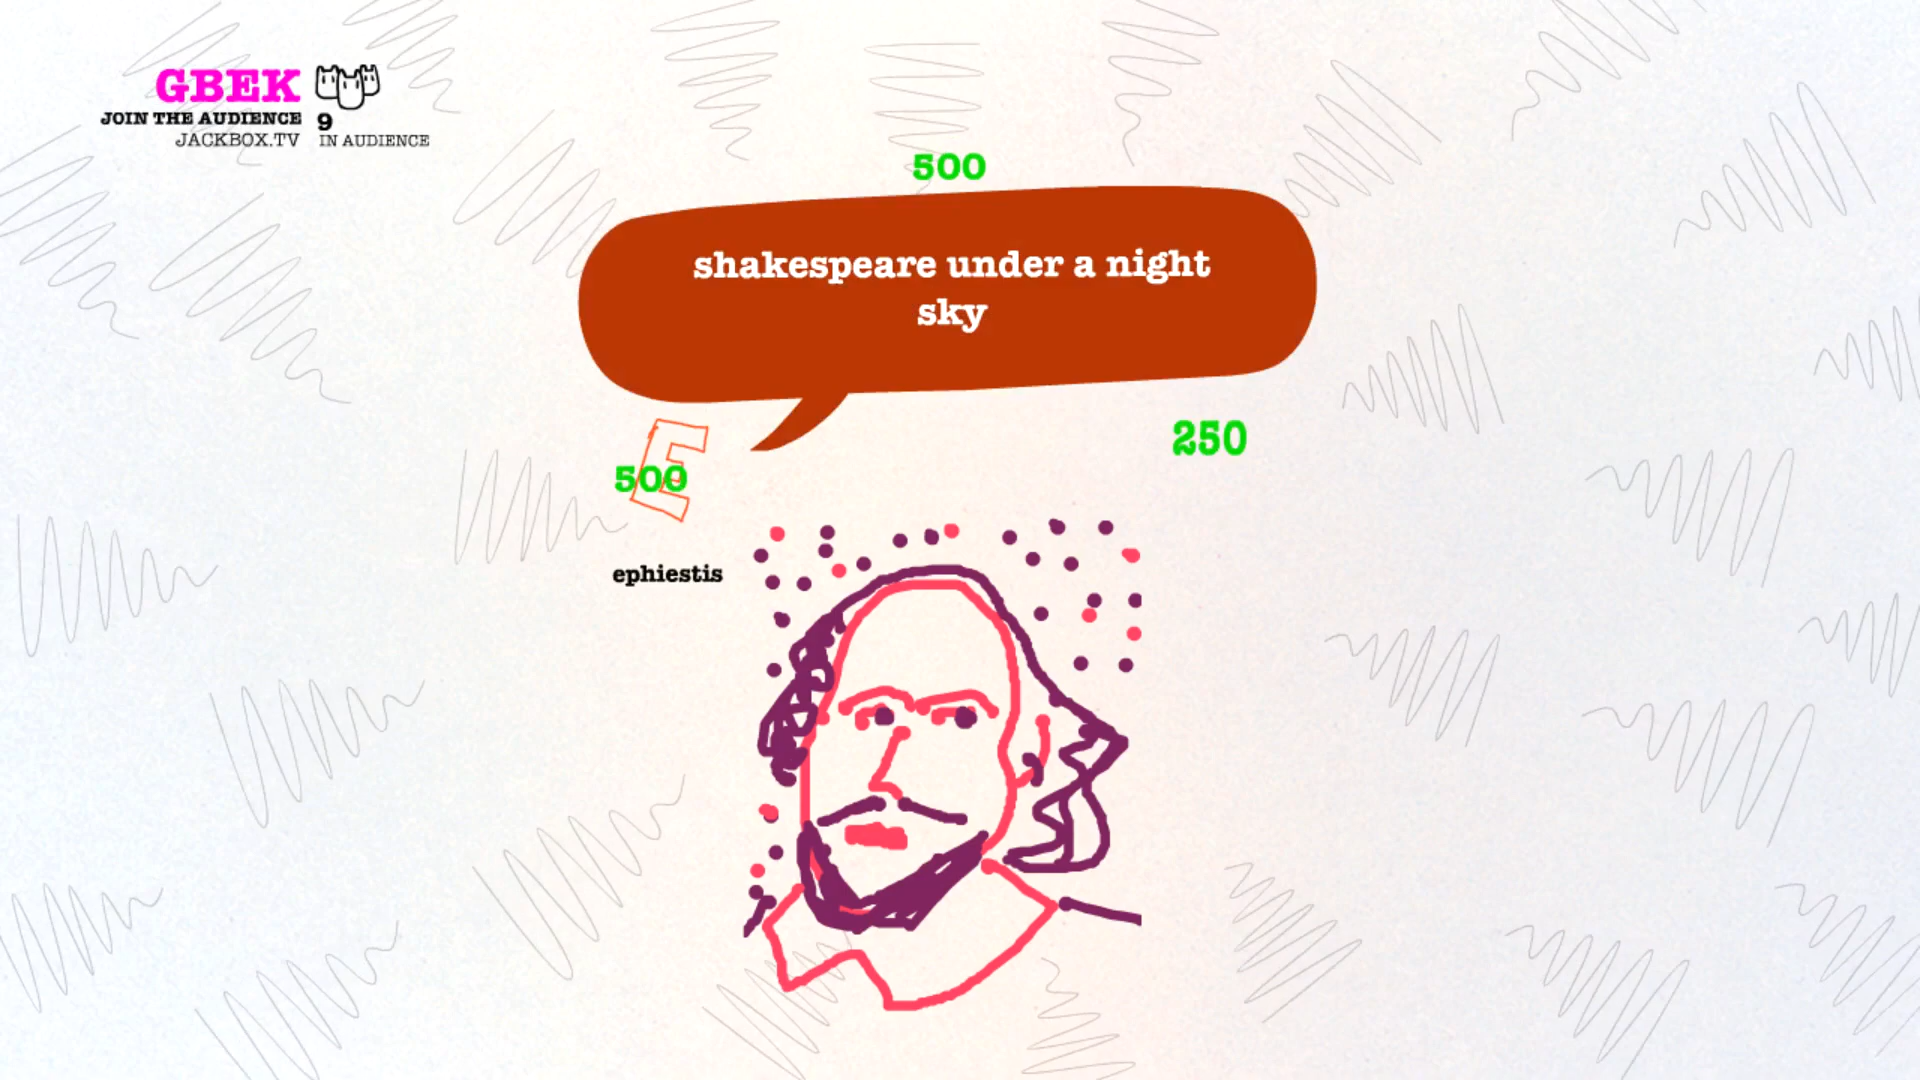 GBEK
JOIN THE AUDIENCE
JACKBOX.TV
9
IN AUDIENCE
500
shakespeare under a night
sky
250
E
500
ephiestis